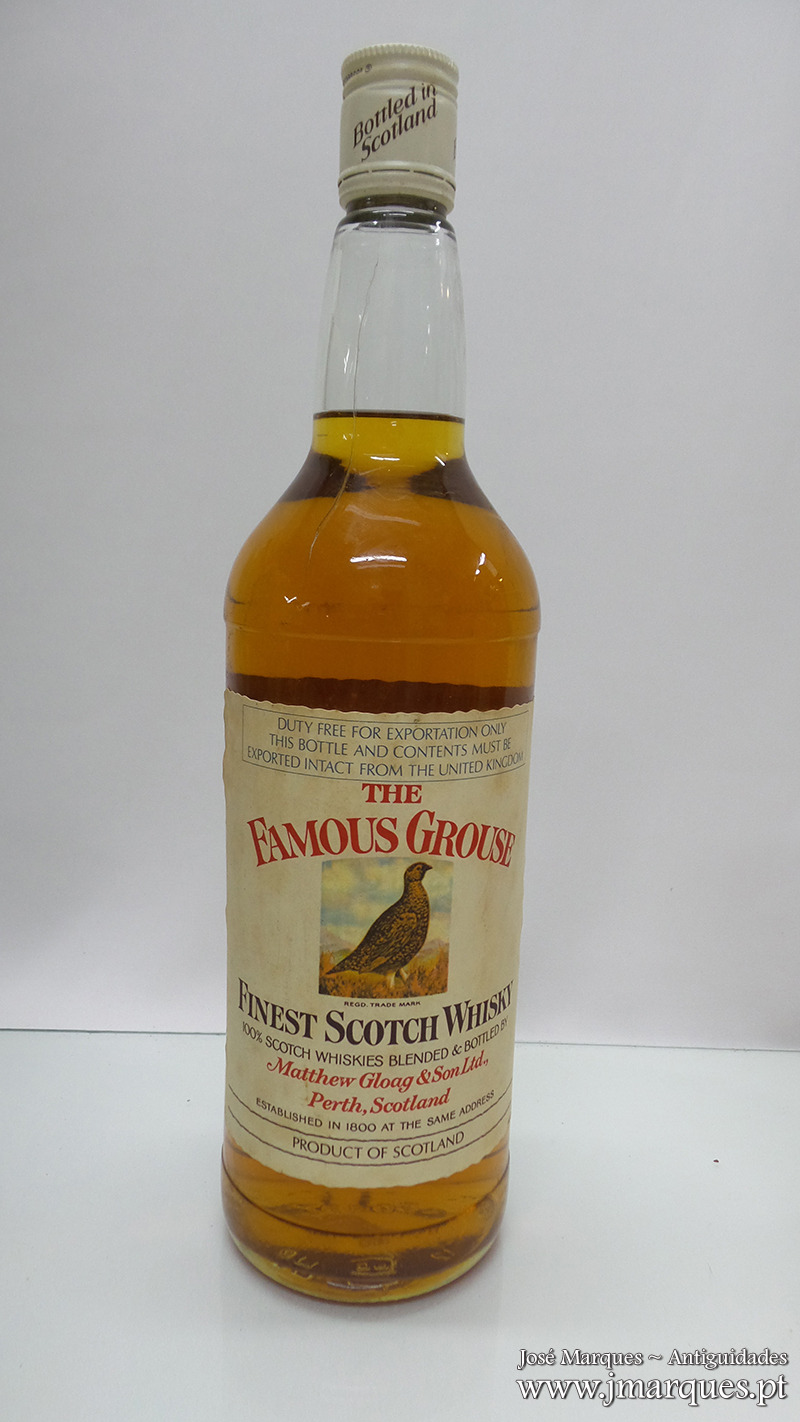 Bottled in
Scotland
DUTY FREE FOR EXPORTATION ONLY
THIS BOTTLE AND CONTENTS MUST BE
EXPORTED INTACT FROM THE UNITED KINGDOM
THE
FAMOUS GROUSE
REGD. TRADE MARK
FINEST SCOTCH WHISKY
100% SCOTCH WHISKIES BLENDED & BOTTLED BY
Matthew Gloag & Son Ltd.,
Perth, Scotland
ESTABLISHED IN 1800 AT THE SAME ADDRESS
PRODUCT OF SCOTLAND
José Marques ~ Antiguidades
www.jmarques.pt